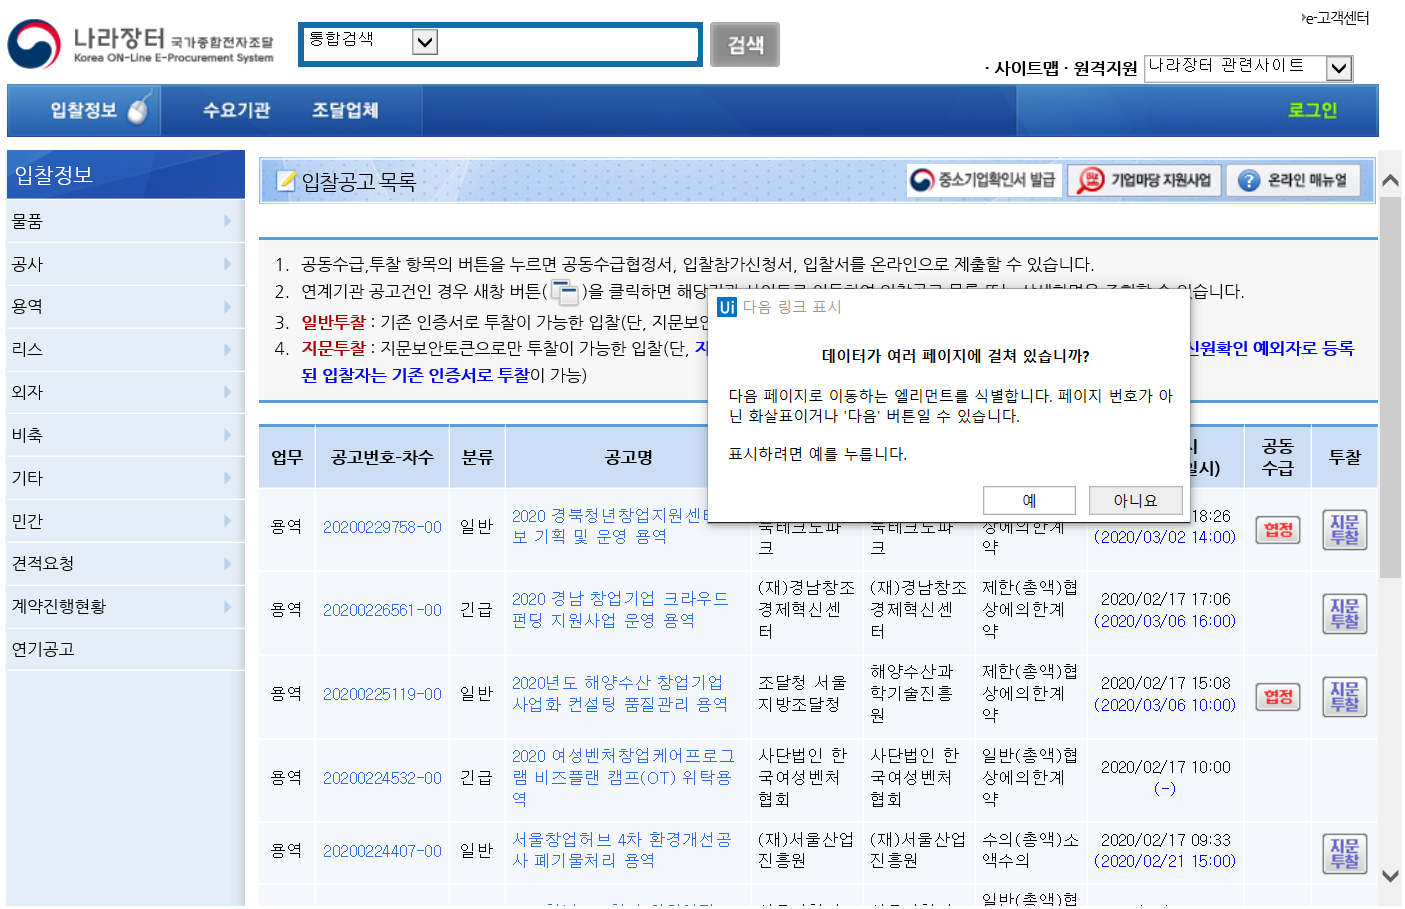 e-고객센터
나라장터 국가종합전자조달
Korea ON-Line E-Procurement System
통합검색
검색
· 사이트맵 · 원격지원
나라장터 관련사이트
입찰정보
수요기관
조달업체
로그인
입찰정보
물품
공사
용역
리스
외자
비축
기타
민간
견적요청
계약진행현황
연기공고
입찰공고 목록
중소기업확인서 발급
기업마당 지원사업
온라인 매뉴얼
1. 공동수급,투찰 항목의 버튼을 누르면 공동수급협정서, 입찰참가신청서, 입찰서를 온라인으로 제출할 수 있습니다.
2. 연계기관 공고건인 경우 새창 버튼( )을 클릭하면 해당기관 사이트로 이동하여 입찰공고 목록 또는 상세화면을 조회할 수 있습니다.
3. 일반투찰 : 기존 인증서로 투찰이 가능한 입찰(단, 지문보안
4. 지문투찰 : 지문보안토큰으로만 투찰이 가능한 입찰(단, 지
신원확인 예외자로 등록
된 입찰자는 기존 인증서로 투찰이 가능)
Ui 다음 링크 표시
데이터가 여러 페이지에 걸쳐 있습니까?
다음 페이지로 이동하는 엘리먼트를 식별합니다. 페이지 번호가 아
닌 화살표이거나 '다음' 버튼일 수 있습니다.
표시하려면 예를 누릅니다.
예
아니요
업무
공고번호-차수
분류
공고명
일시)
공동
수급
투찰
용역
20200229758-00
일반
2020 경북청년창업지원센터
보 기획 및 운영 용역
북테크노파
크
북테크노파
크
상에의한계
약
18:26
(2020/03/02 14:00)
협정
지문
투찰
용역
20200226561-00
긴급
2020 경남 창업기업 크라우드
펀딩 지원사업 운영 용역
(재)경남창조
경제혁신센
터
(재)경남창조
경제혁신센
터
제한(총액)협
상에의한계
약
2020/02/17 17:06
(2020/03/06 16:00)
지문
투찰
용역
20200225119-00
일반
2020년도 해양수산 창업기업
사업화 컨설팅 품질관리 용역
조달청 서울
지방조달청
해양수산과
학기술진흥
원
제한(총액)협
상에의한계
약
2020/02/17 15:08
(2020/03/06 10:00)
협정
지문
투찰
용역
20200224532-00
긴급
2020 여성벤처창업케어프로그
램 비즈플랜 캠프(OT) 위탁용
역
사단법인 한
국여성벤처
협회
사단법인 한
국여성벤처
협회
일반(총액)협
상에의한계
약
2020/02/17 10:00
(-)
용역
20200224407-00
일반
서울창업허브 4차 환경개선공
사 폐기물처리 용역
(재)서울산업
진흥원
(재)서울산업
진흥원
수의(총액)소
액수의
2020/02/17 09:33
(2020/02/21 15:00)
지문
투찰
일반(총액)협